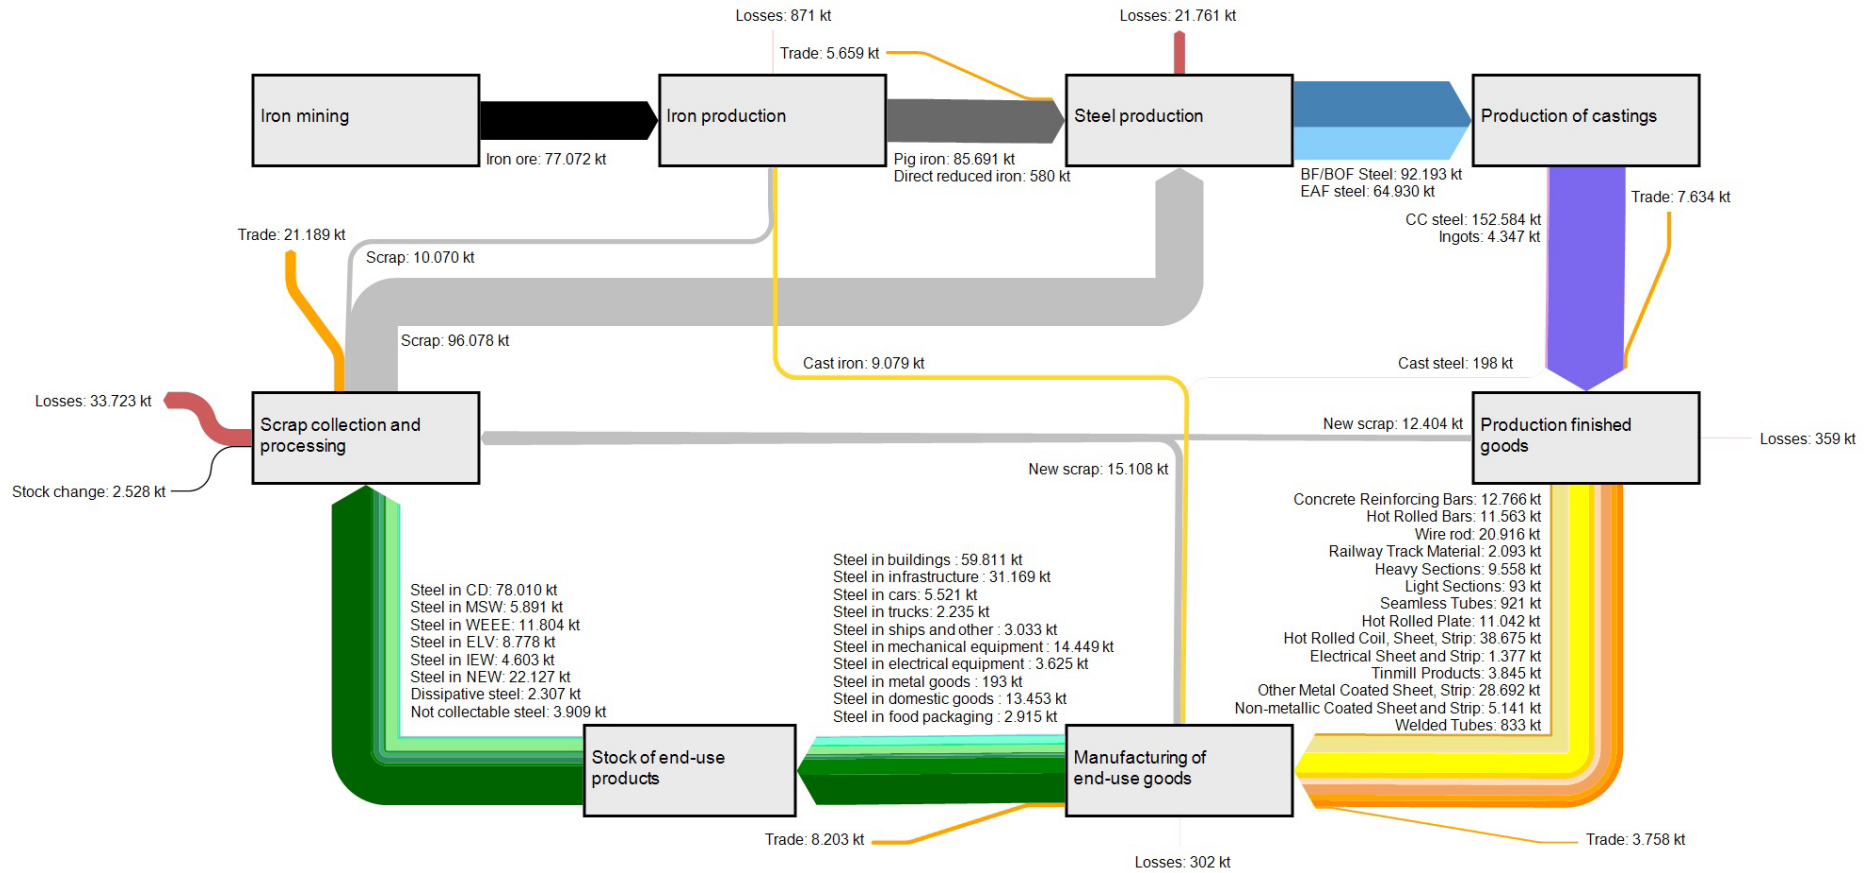 Losses: 871 kt
Losses: 21.761 kt
Trade: 5.659 kt
Iron mining
Iron production
Steel production
Production of castings
Iron ore: 77.072 kt
Pig iron: 85.691 kt
Direct reduced iron: 580 kt
BF/BOF Steel: 92.193 kt
EAF steel: 64.930 kt
Trade: 7.634 kt
CC steel: 152.584 kt
Ingots: 4.347 kt
Trade: 21.189 kt
Scrap: 10.070 kt
Scrap: 96.078 kt
Cast iron: 9.079 kt
Cast steel: 198 kt
Losses: 33.723 kt
Scrap collection and
processing
New scrap: 12.404 kt
Production finished
goods
Losses: 359 kt
New scrap: 15.108 kt
Stock change: 2.528 kt
Concrete Reinforcing Bars: 12.766 kt
Hot Rolled Bars: 11.563 kt
Wire rod: 20.916 kt
Railway Track Material: 2.093 kt
Heavy Sections: 9.558 kt
Light Sections: 93 kt
Seamless Tubes: 921 kt
Hot Rolled Plate: 11.042 kt
Hot Rolled Coil, Sheet, Strip: 38.675 kt
Electrical Sheet and Strip: 1.377 kt
Tinmill Products: 3.845 kt
Other Metal Coated Sheet, Strip: 28.692 kt
Non-metallic Coated Sheet and Strip: 5.141 kt
Welded Tubes: 833 kt
Steel in buildings : 59.811 kt
Steel in infrastructure : 31.169 kt
Steel in cars: 5.521 kt
Steel in trucks: 2.235 kt
Steel in ships and other : 3.033 kt
Steel in mechanical equipment : 14.449 kt
Steel in electrical equipment : 3.625 kt
Steel in metal goods : 193 kt
Steel in domestic goods : 13.453 kt
Steel in food packaging : 2.915 kt
Steel in CD: 78.010 kt
Steel in MSW: 5.891 kt
Steel in WEEE: 11.804 kt
Steel in ELV: 8.778 kt
Steel in IEW: 4.603 kt
Steel in NEW: 22.127 kt
Dissipative steel: 2.307 kt
Not collectable steel: 3.909 kt
Stock of end-use
products
Manufacturing of
end-use goods
Trade: 8.203 kt
Trade: 3.758 kt
Losses: 302 kt